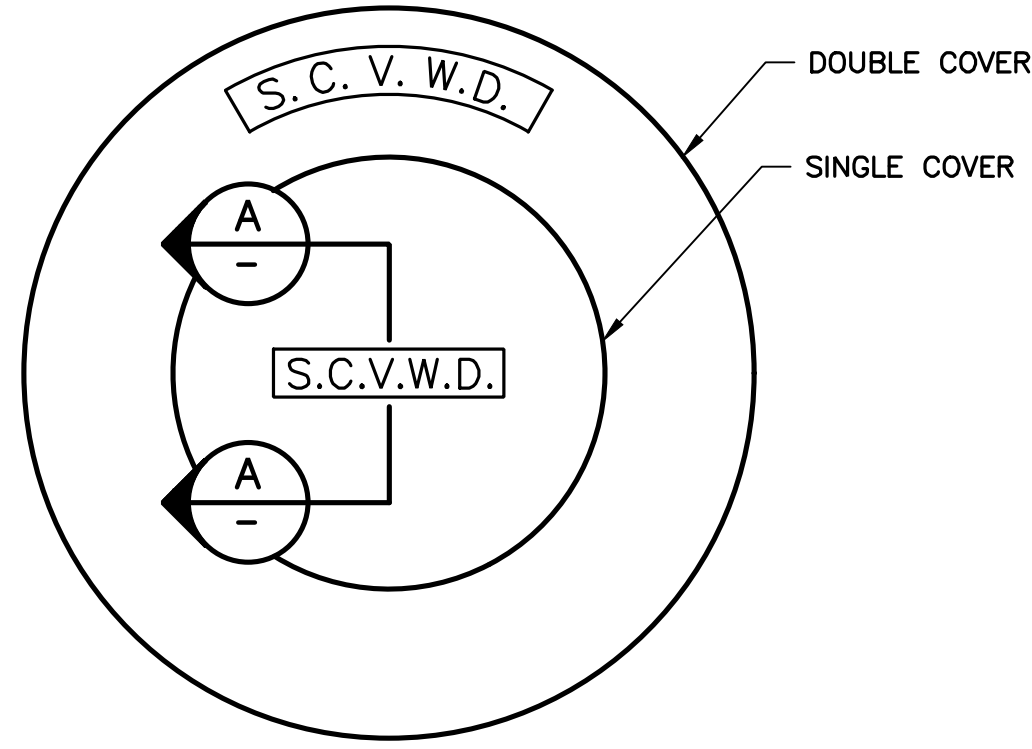 S. C. V. W.D.
DOUBLE COVER
SINGLE COVER
A
-
S.C.V.W.D.
A
-